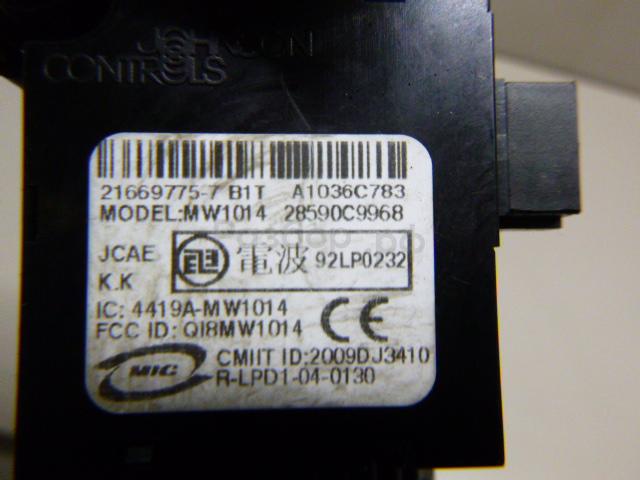 JOHNSON
CONTROLS
21669775-7 B1T A1036C783
MODEL:MW1014 28590C9968
JCAE
K.K
電波 92LP0232
IC: 4419A-MW1014
FCC ID: QI8MW1014
CE
MIC
CMIIT ID:2009DJ3410
R-LPD1-04-0130